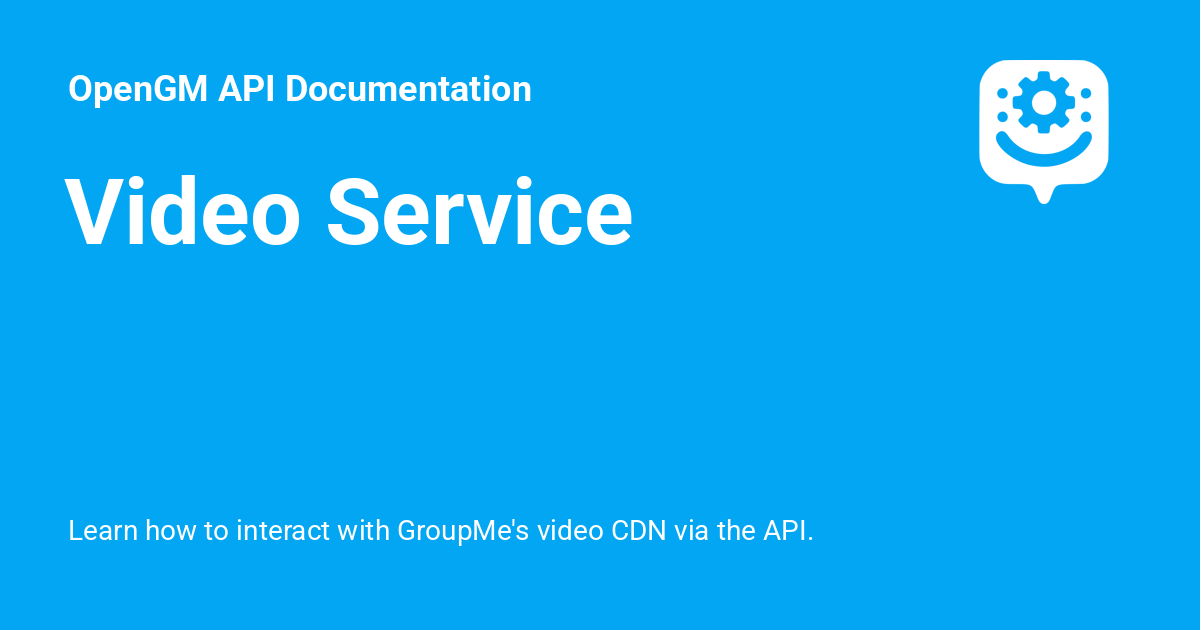 OpenGM API Documentation
Video Service
Learn how to interact with GroupMe's video CDN via the API.